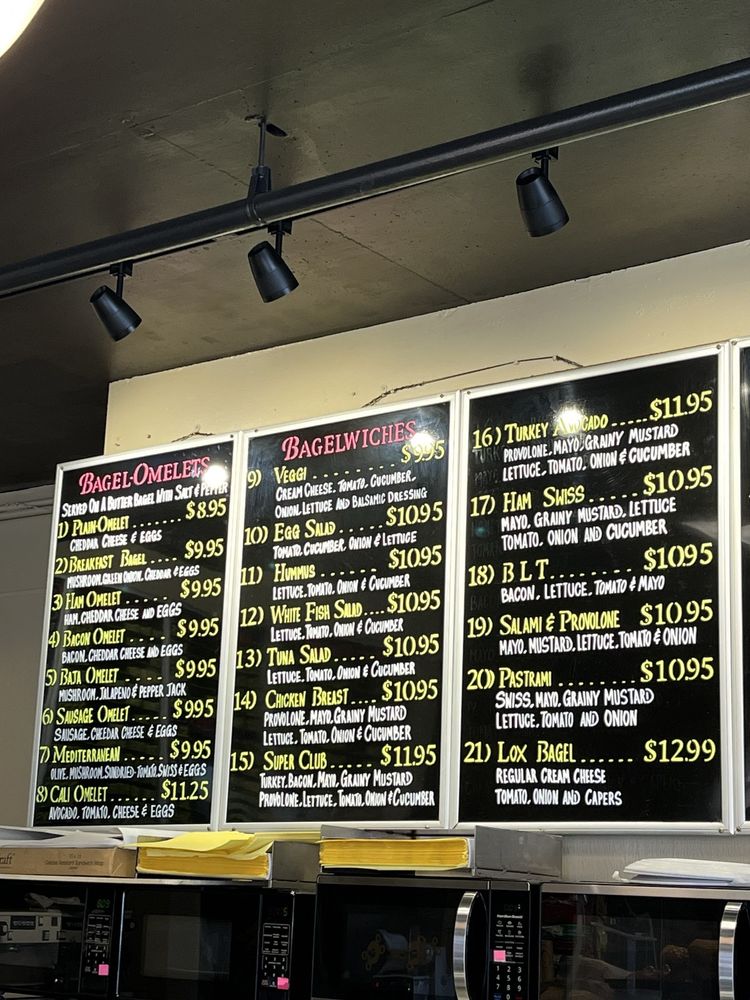 BAGEL-OMELETS
SERVED ON A BUTTER BAGEL WITH SALT & PEPPER
1) PLAIN-OMELET ....... $8.95
CHEDDAR CHEESE & EGGS
2) BREAKFAST BAGEL .. $9.95
MUSHROOM, GREEN ONION, CHEDDAR & EGGS
3) HAM OMELET ...... $9.95
HAM, CHEDDAR CHEESE AND EGGS
4) BACON OMELET ..... $9.95
BACON, CHEDDAR CHEESE AND EGGS
5) BAJA OMELET ...... $9.95
MUSHROOM, JALAPENO & PEPPER JACK
6) SAUSAGE OMLET ..... $9.95
SAUSAGE, CHEDAR CHEESE & EGGS
7) MEDITERRANEAN ..... $9.95
OLIVE, MUSHROOM, SUNDRIED-TOMATO, SWISS & EGGS
8) CALI OMELET ...... $11.25
AVOCADO, TOMATO, CHEESE & EGGS
BAGELWICHES
9) VEGGI ........... $9.95
CREAM CHEESE, TOMATO, CUCUMBER,
ONION, LETTUCE AND BALSAMIC DRESSING
10) EGG SALAD ...... $10.95
TOMATO, CUCUMBER, ONION & LETTUCE
11) HUMMUS ........ $10.95
LETTUCE, TOMATO, ONION & CUCUMBER
12) WHITE FISH SALAD .... $10.95
LETTUCE, TOMATO, ONION & CUCUMBER
13) TUNA SALAD ...... $10.95
LETTUCE, TOMATO, ONION & CUCUMBER
14) CHICKEN BREAST .... $10.95
PROVOLONE, MAYO, GRAINY MUSTARD
LETTUCE, TOMATO, ONION & CUCUMBER
15) SUPER CLUB ...... $11.95
TURKEY, BACON, MAYO, GRAINY MUSTARD
PROVOLONE, LETTUCE, TOMATO, ONION & CUCUMBER
16) TURKEY AVOCADO ..... $11.95
PROVOLONE, MAYO, GRAINY MUSTARD
LETTUCE, TOMATO, ONION & CUCUMBER
17) HAM SWISS ...... $10.95
MAYO, GRAINY MUSTARD, LETTUCE
TOMATO, ONION AND CUCUMBER
18) B L T .......... $10.95
BACON, LETTUCE, TOMATO & MAYO
19) SALAMI & PROVOLONE $10.95
MAYO, MUSTARD, LETTUCE, TOMATO & ONION
20) PASTRAMI ......... $10.95
SWISS, MAYO, GRAINY MUSTARD
LETTUCE, TOMATO AND ONION
21) LOX BAGEL ...... $12.99
REGULAR CREAM CHEESE
TOMATO, ONION AND CAPERS